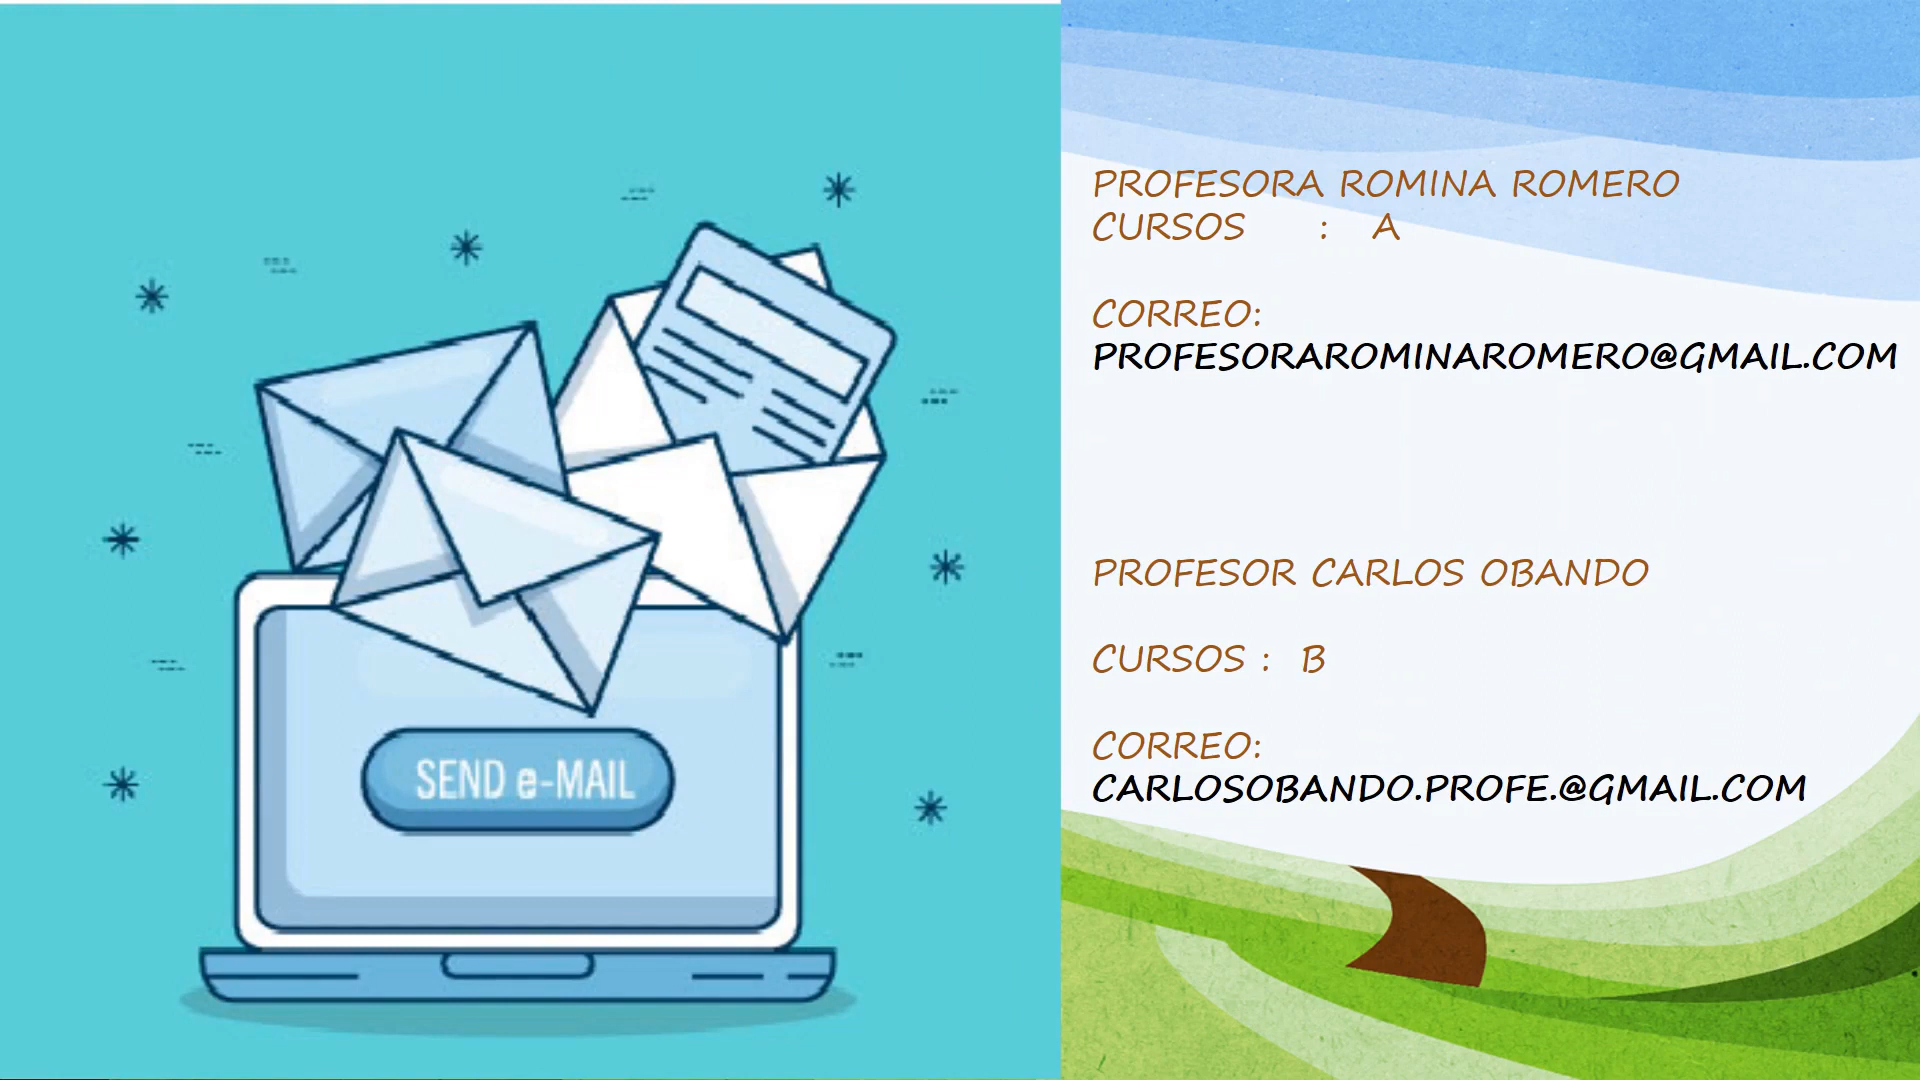 SEND e-MAIL
PROFESORA ROMINA ROMERO
CURSOS : A
CORREO:
PROFESORAROMINAROMERO@GMAIL.COM
PROFESOR CARLOS OBANDO
CURSOS : B
CORREO:
CARLOSOBANDO.PROFE.@GMAIL.COM